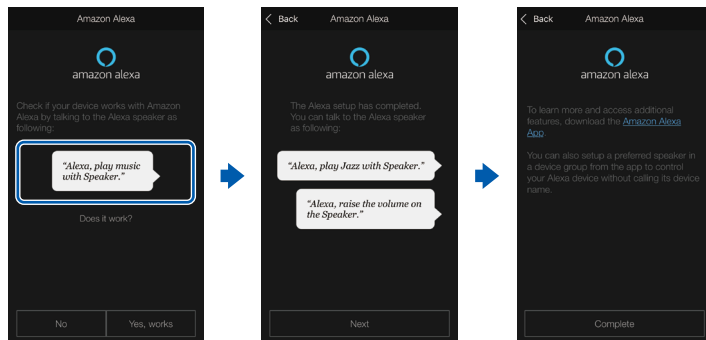 Amazon Alexa
amazon alexa
Check if your device works with Amazon
Alexa by talking to the Alexa speaker as
following:
“Alexa, play music
with Speaker.”
Does it work?
No
Yes, works
Back
Amazon Alexa
amazon alexa
The Alexa setup has completed.
You can talk to the Alexa speaker
as following:
“Alexa, play Jazz with Speaker.”
“Alexa, raise the volume on
the Speaker.”
Next
Back
Amazon Alexa
amazon alexa
To learn more and access additional
features, download the Amazon Alexa
App.
You can also setup a preferred speaker in
a device group from the app to control
your Alexa device without calling its device
name.
Complete